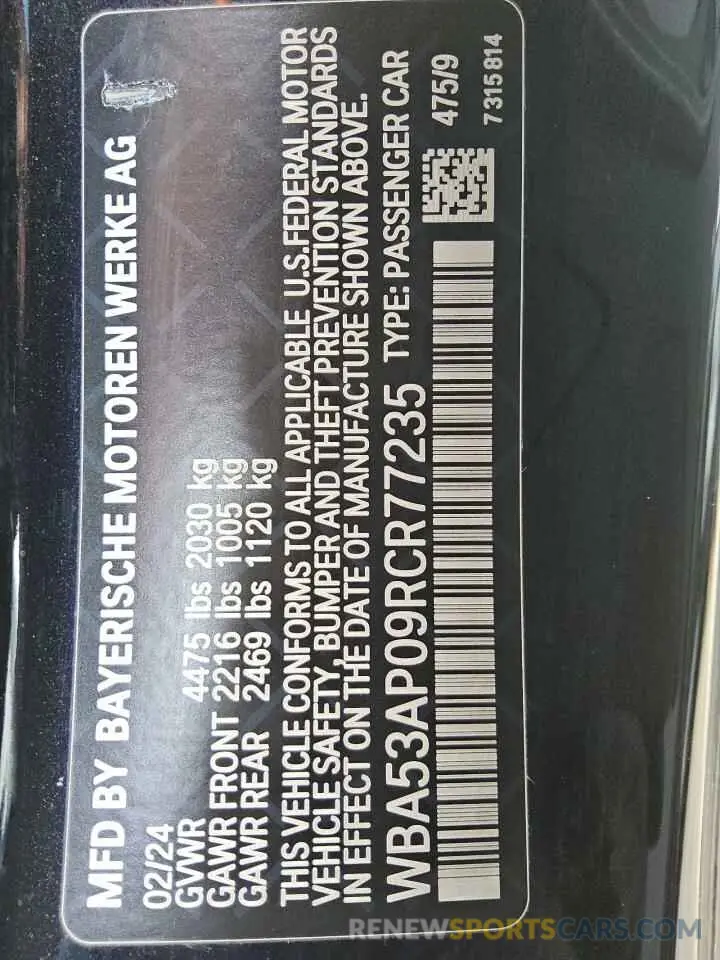 MFD BY BAYERISCHE MOTOREN WERKE AG
02/24
GVWR 4475 lbs 2030 kg
GAWR FRONT 2216 lbs 1005 kg
GAWR REAR 2469 lbs 1120 kg
THIS VEHICLE CONFORMS TO ALL APPLICABLE U.S.FEDERAL MOTOR
VEHICLE SAFETY, BUMPER AND THEFT PREVENTION STANDARDS
IN EFFECT ON THE DATE OF MANUFACTURE SHOWN ABOVE.
WBA53AP09RCR77235 TYPE: PASSENGER CAR
475/9
7315814
RENEWSPORTSCARS.COM